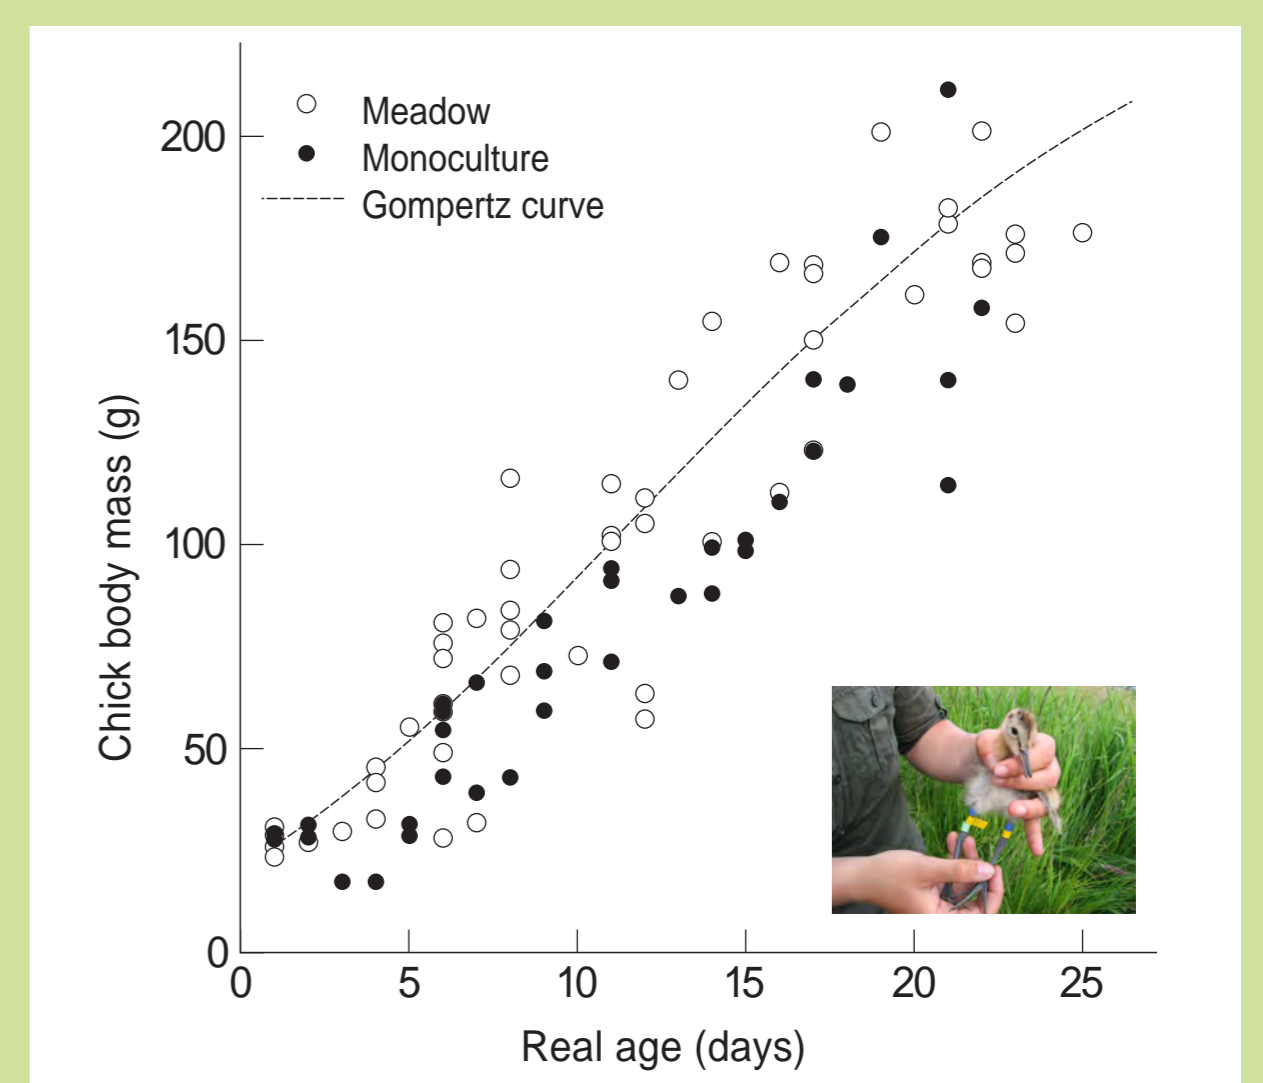 Meadow
Monoculture
Gompertz curve
200
150
100
50
0
Chick body mass (g)
0 5 10 15 20 25
Real age (days)